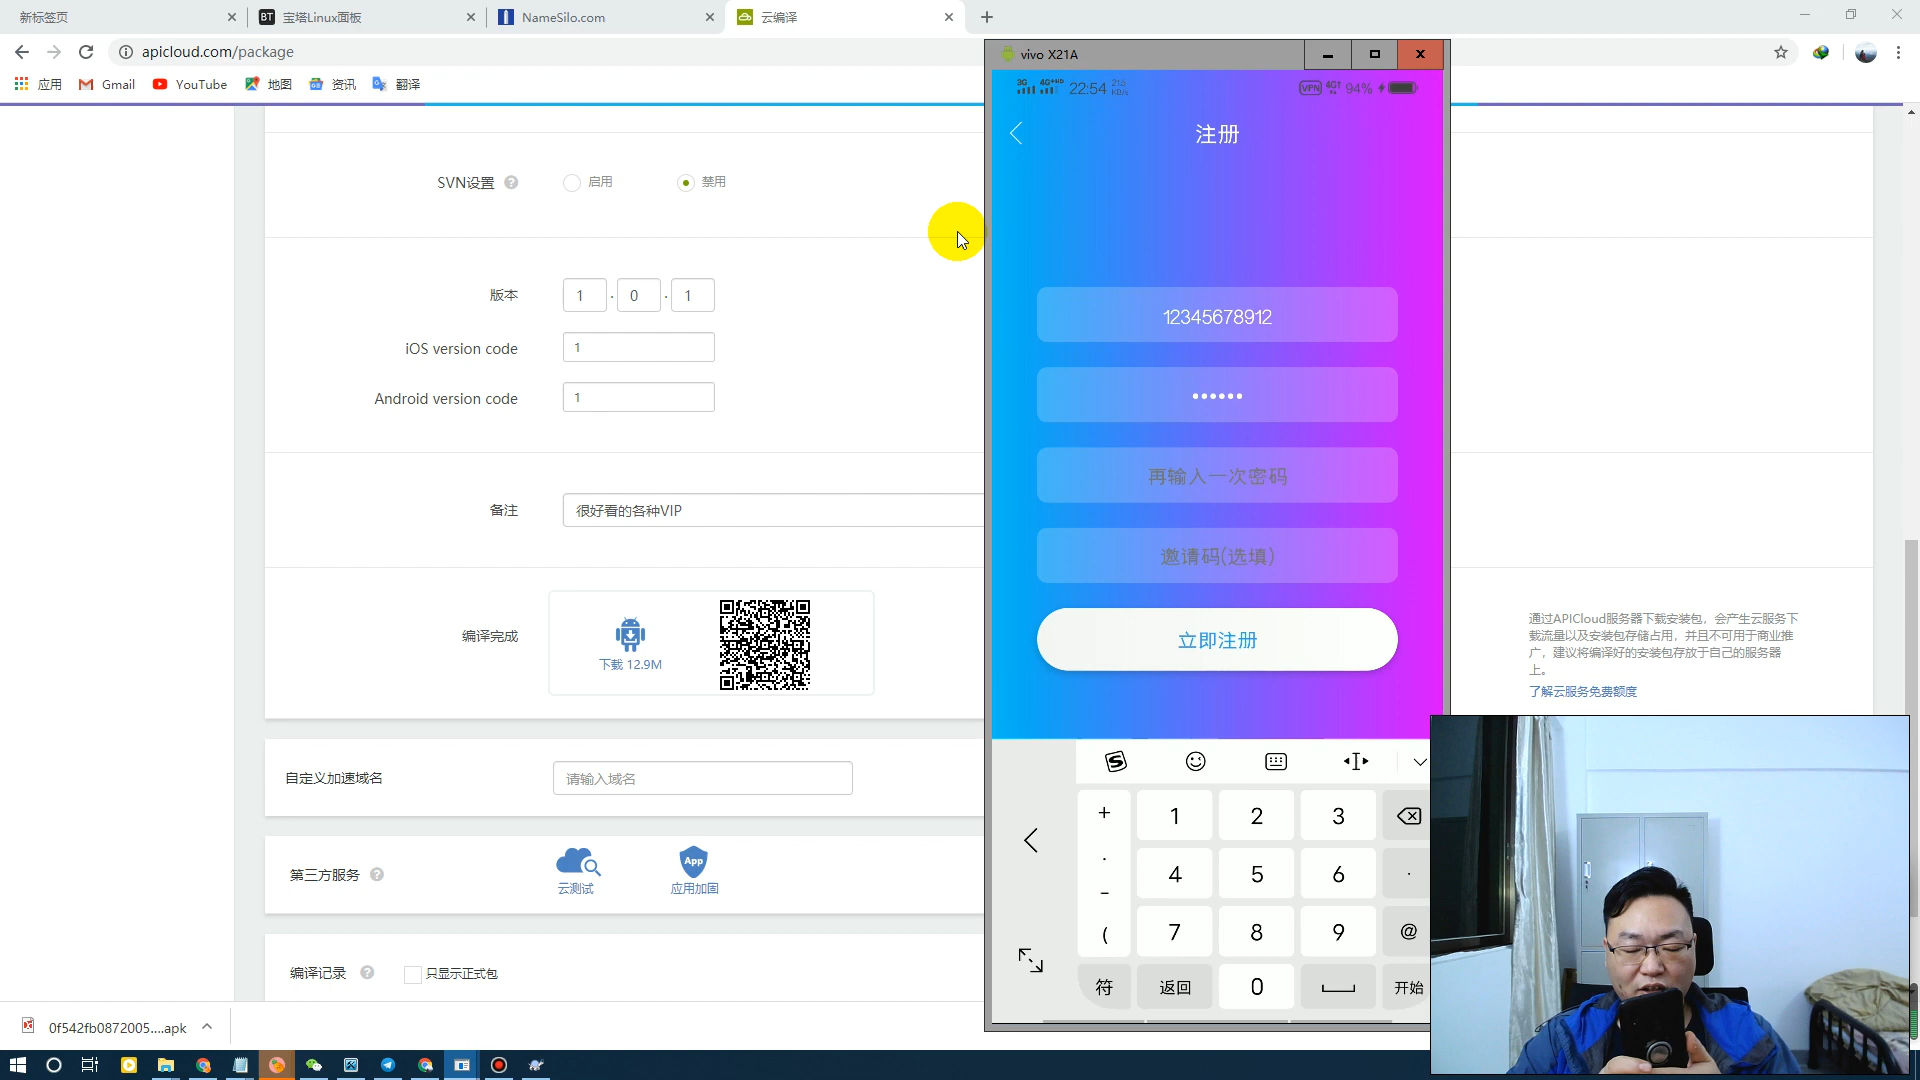 新标签页
宝塔Linux面板
NameSilo.com
云编译
apicloud.com/package
应用
Gmail
YouTube
地图
资讯
翻译
SVN设置
启用
禁用
版本
1 . 0 . 1
iOS version code
1
Android version code
1
备注
很好看的各种VIP
编译完成
下载 12.9M
通过APICloud服务器下载安装包，会产生云服务下
载流量以及安装包存储占用，并且不可用于商业推
广，建议将编译好的安装包存放于自己的服务器
上。
了解云服务免费额度
自定义加速域名
请输入域名
第三方服务
云测试
App
应用加固
编译记录
只显示正式包
0f542fb0872005....apk
vivo X21A
3G 4G+HD 22:54
VPN 94%
注册
12345678912
再输入一次密码
邀请码(选填)
立即注册
+ 1 2 3
4 5 6
- 7 8 9 @
(
符 返回 0 开始